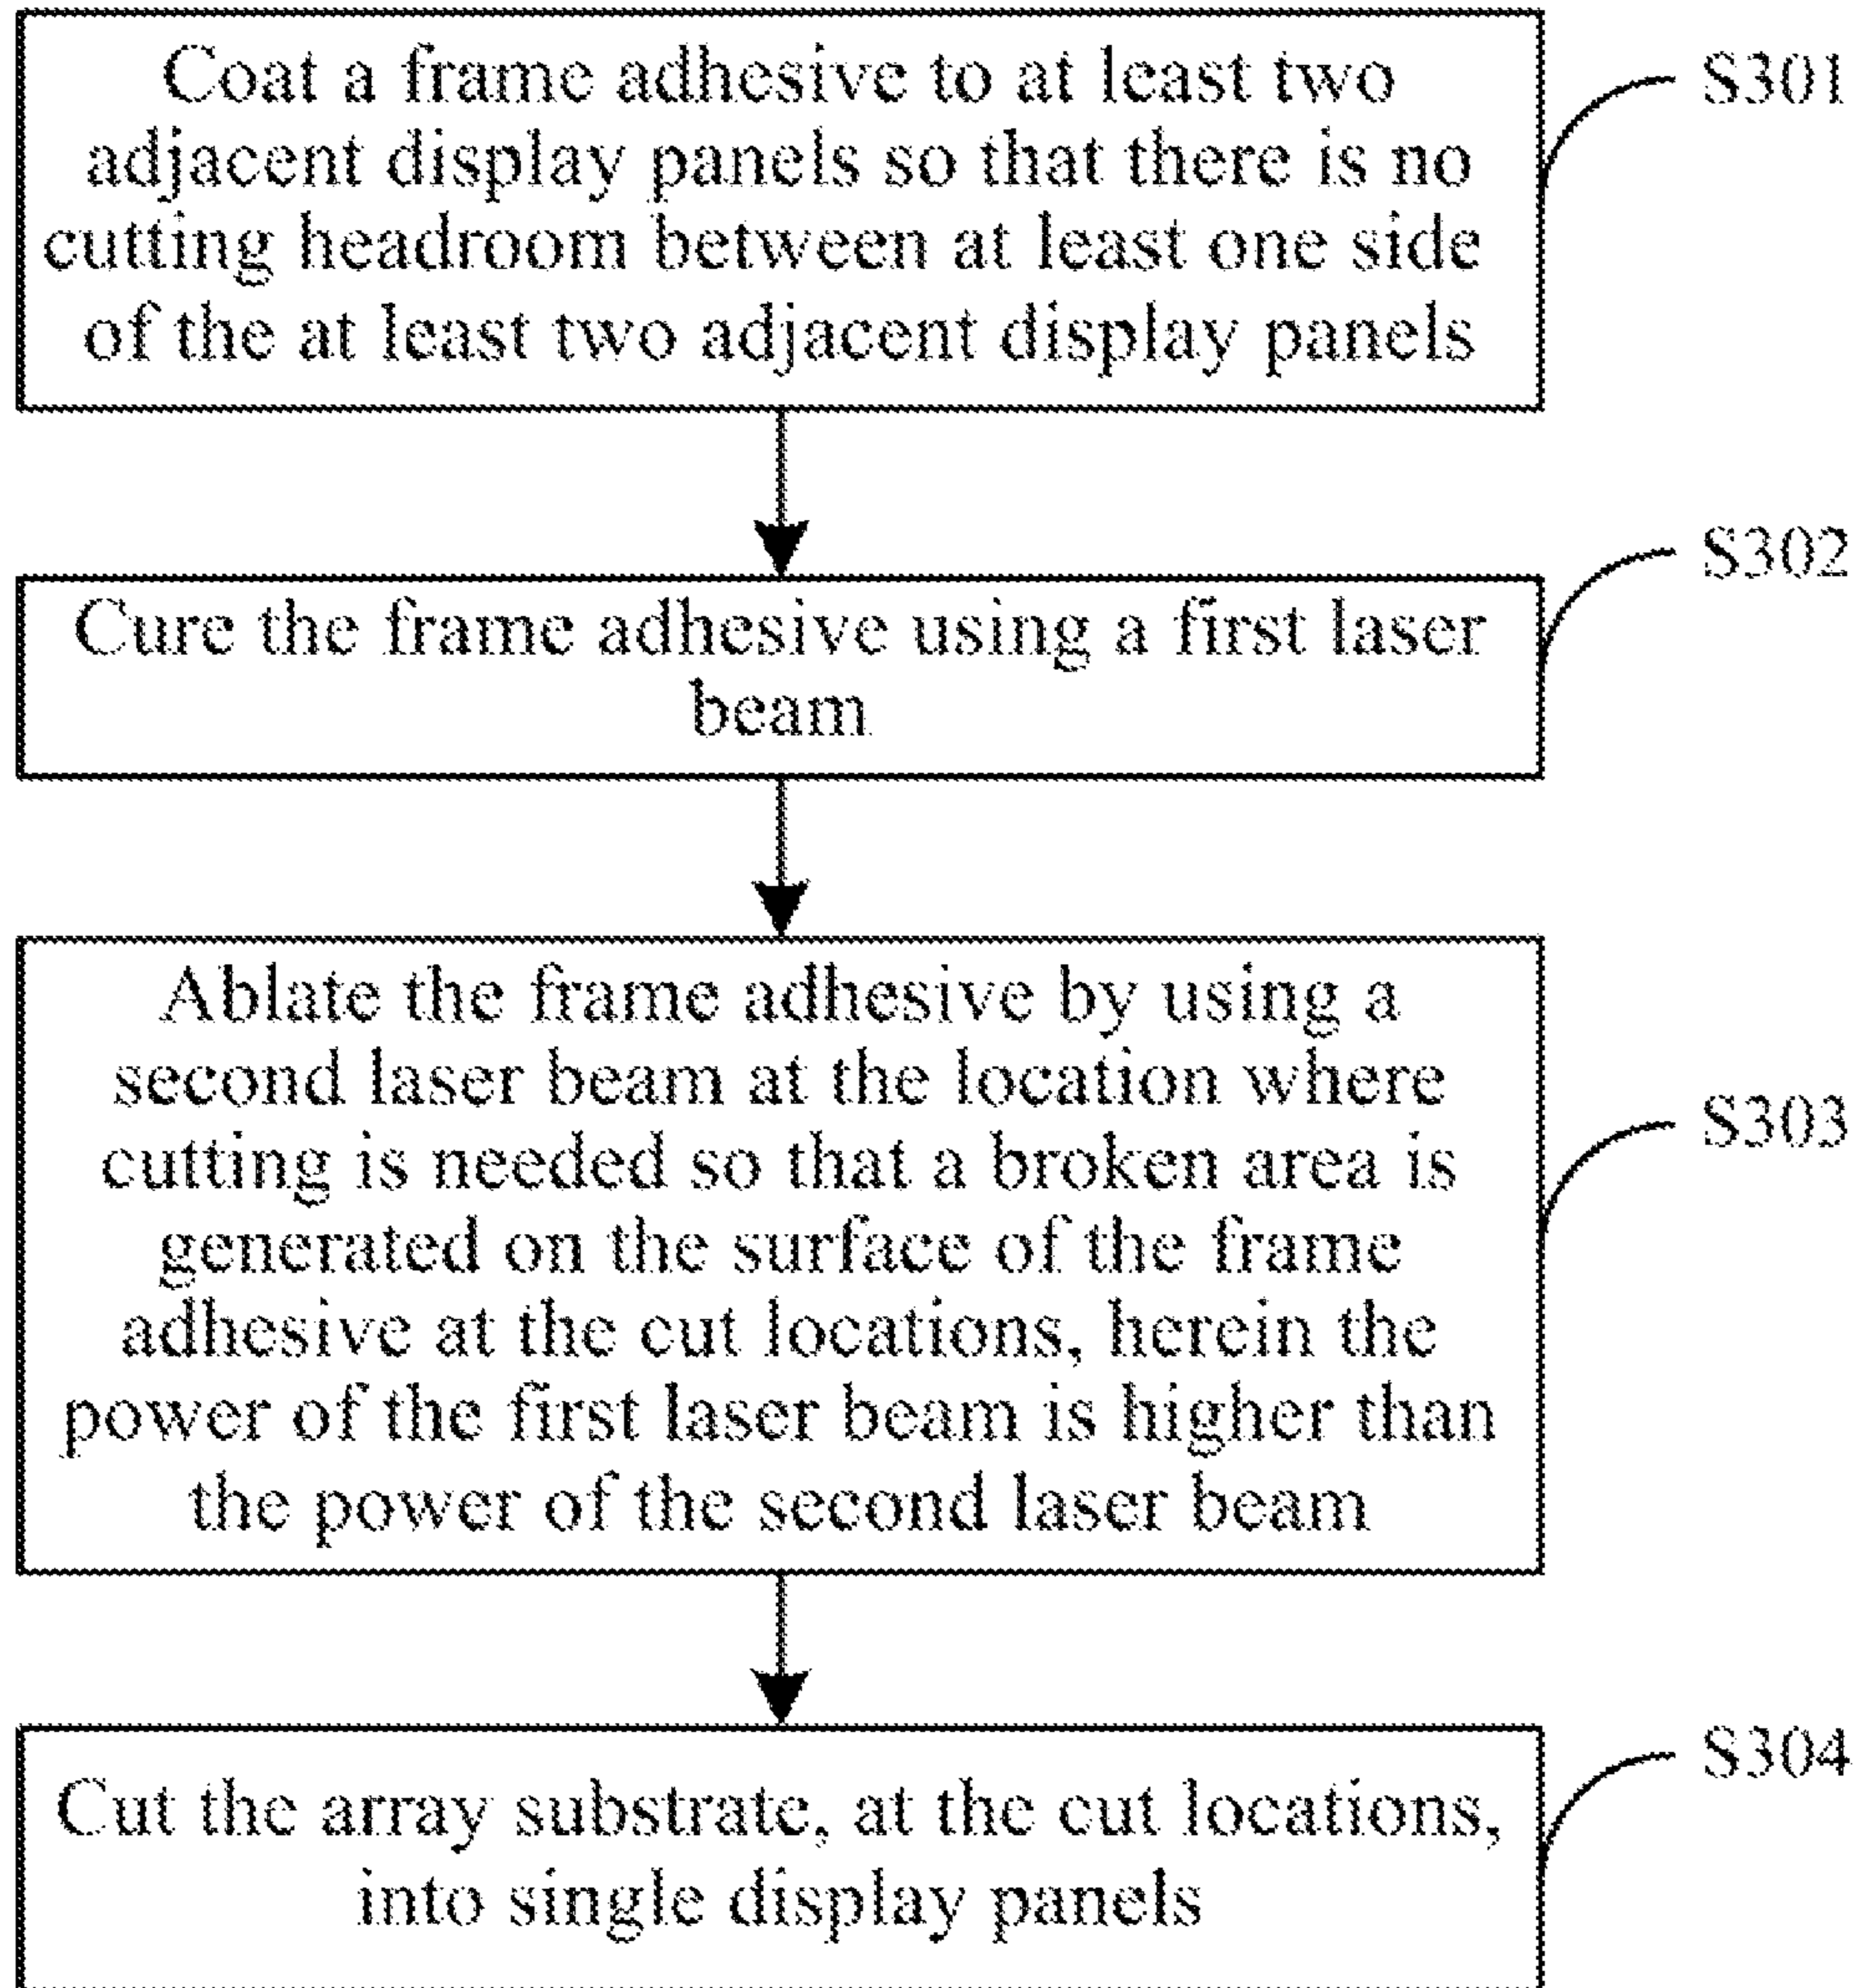 Coat a frame adhesive to at least two
adjacent display panels so that there is no
cutting headroom between at least one side
of the at least two adjacent display panels
S301
Cure the frame adhesive using a first laser
beam
S302
Ablate the frame adhesive by using a
second laser beam at the location where
cutting is needed so that a broken area is
generated on the surface of the frame
adhesive at the cut locations, herein the
power of the first laser beam is higher than
the power of the second laser beam
S303
Cut the array substrate, at the cut locations,
into single display panels
S304